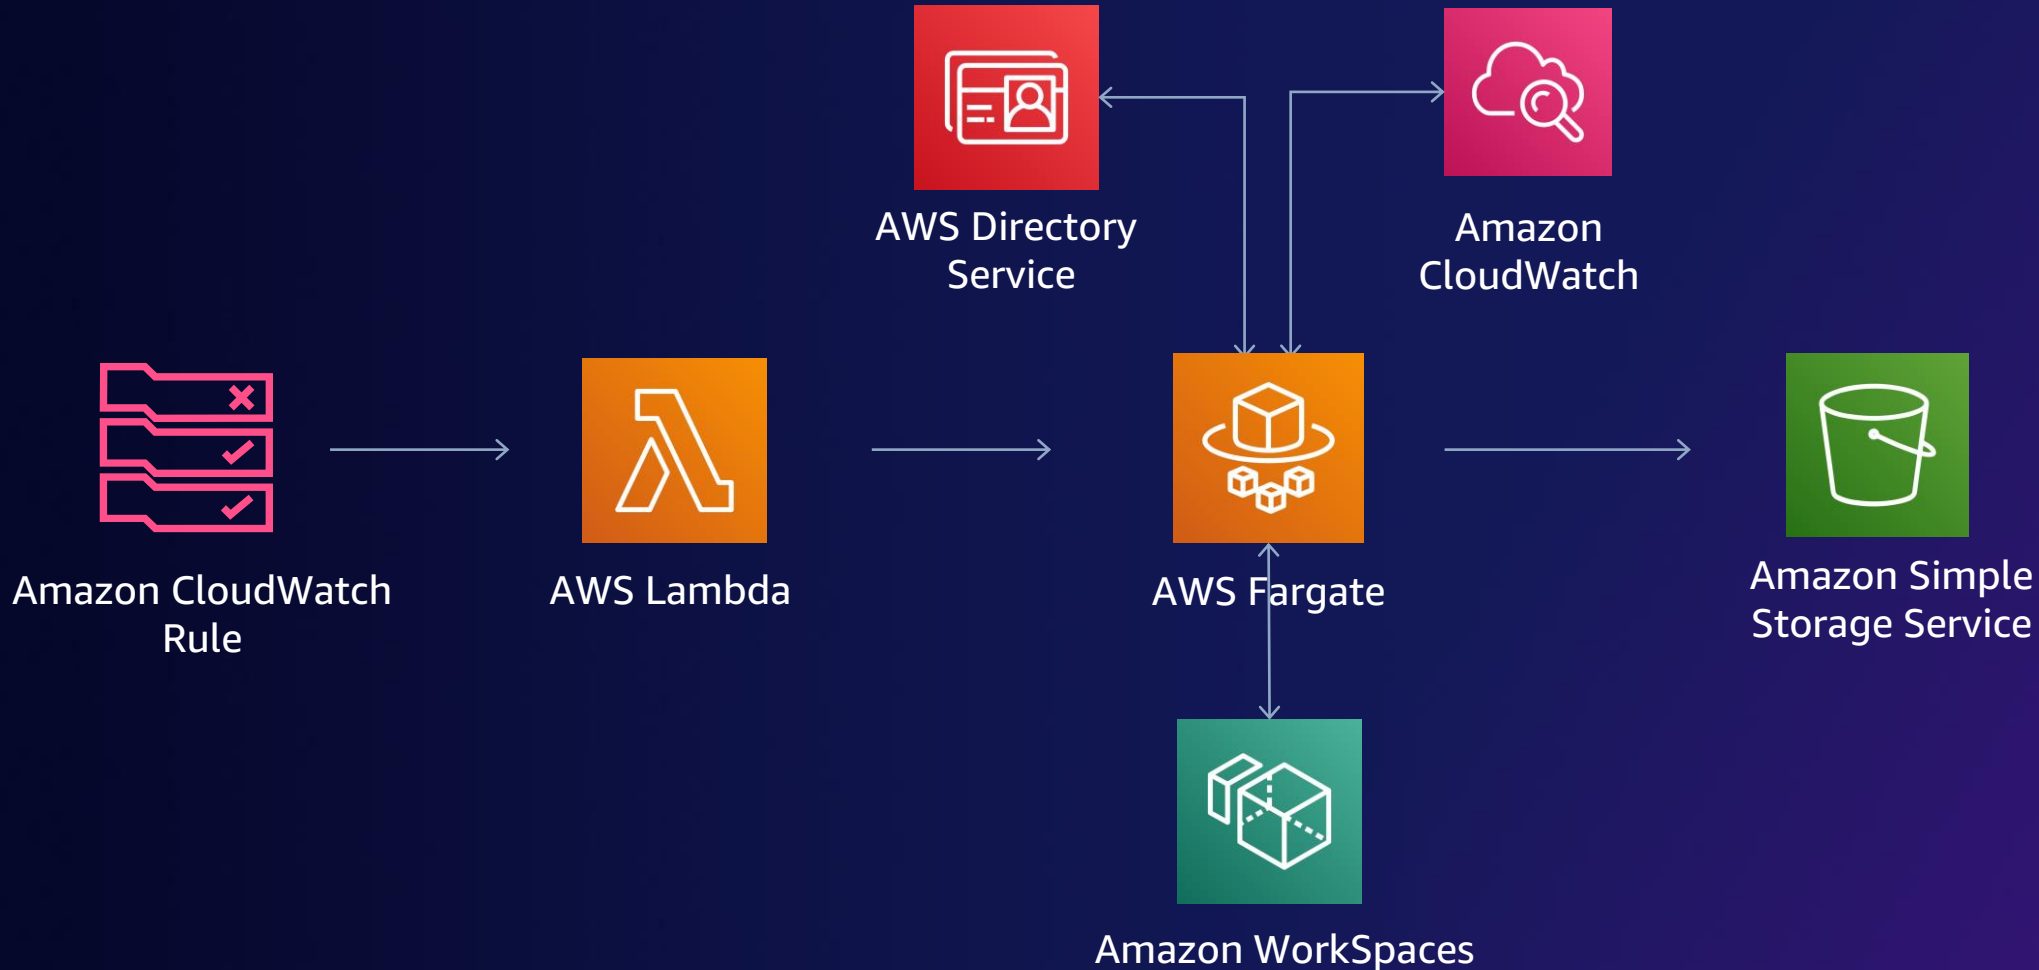 AWS Directory
Service
Amazon
CloudWatch
Amazon CloudWatch
Rule
AWS Lambda
AWS Fargate
Amazon Simple
Storage Service
Amazon WorkSpaces